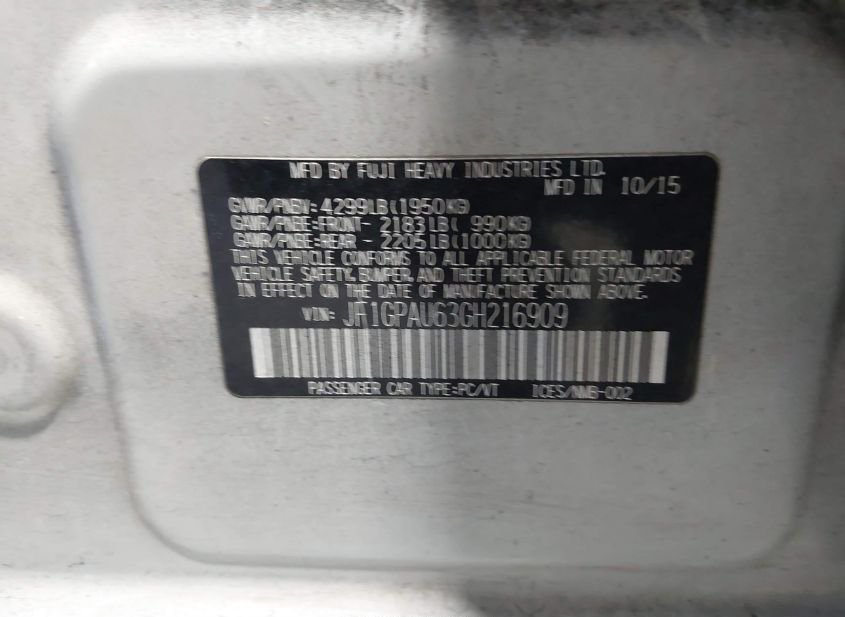 MFD BY FUJI HEAVY INDUSTRIES LTD.
MFD IN 10/15
GVWR/PNBV: 4299LB(1950KG)
GAWR/PNBE:FRONT- 2183LB( 990KG)
GAWR/PNBE:REAR - 2205LB(1000KG)
THIS VEHICLE CONFORMS TO ALL APPLICABLE FEDERAL MOTOR
VEHICLE SAFETY, BUMPER, AND THEFT PREVENTION STANDARDS
IN EFFECT ON THE DATE OF MANUFACTURE SHOWN ABOVE.
VIN: JF1GPAU63GH216909
PASSENGER CAR TYPE:PC/VT ICES/NMB-002